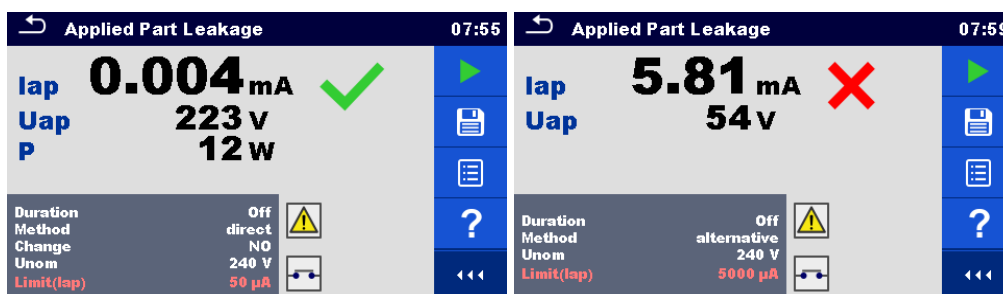 Applied Part Leakage 07:55
Iap 0.004 mA
Uap 223 V
P 12 W
Duration Off
Method direct
Change NO
Unom 240 V
Limit(Iap) 50 µA
?
Applied Part Leakage 07:59
Iap 5.81 mA
Uap 54 V
Duration Off
Method alternative
Unom 240 V
Limit(Iap) 5000 µA
?